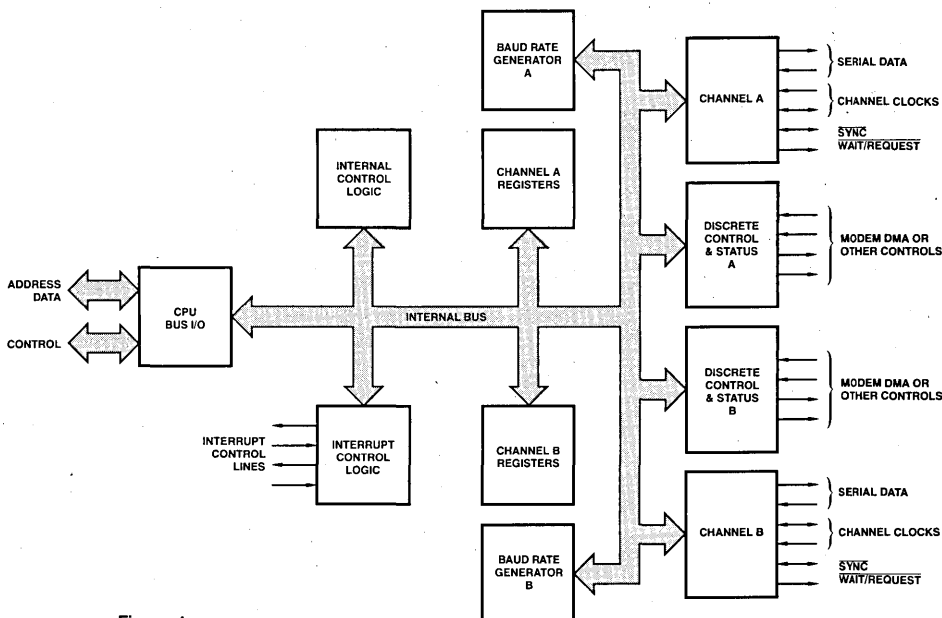 BAUD RATE
GENERATOR
A
CHANNEL A
SERIAL DATA
CHANNEL CLOCKS
SYNC
WAIT/REQUEST
INTERNAL
CONTROL
LOGIC
CHANNEL A
REGISTERS
DISCRETE
CONTROL
& STATUS
A
MODEM DMA OR
OTHER CONTROLS
ADDRESS
DATA
CONTROL
CPU
BUS I/O
INTERNAL BUS
DISCRETE
CONTROL
& STATUS
B
MODEM DMA OR
OTHER CONTROLS
INTERRUPT
CONTROL
LINES
INTERRUPT
CONTROL
LOGIC
CHANNEL B
REGISTERS
CHANNEL B
SERIAL DATA
CHANNEL CLOCKS
SYNC
WAIT/REQUEST
BAUD RATE
GENERATOR
B